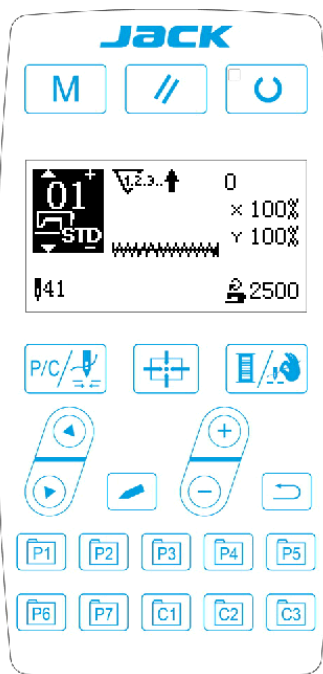 JACK
M
01 1.2.3.. 0
× 100%
STD Y 100%
41 2500
P/C/
P1 P2 P3 P4 P5
P6 P7 C1 C2 C3